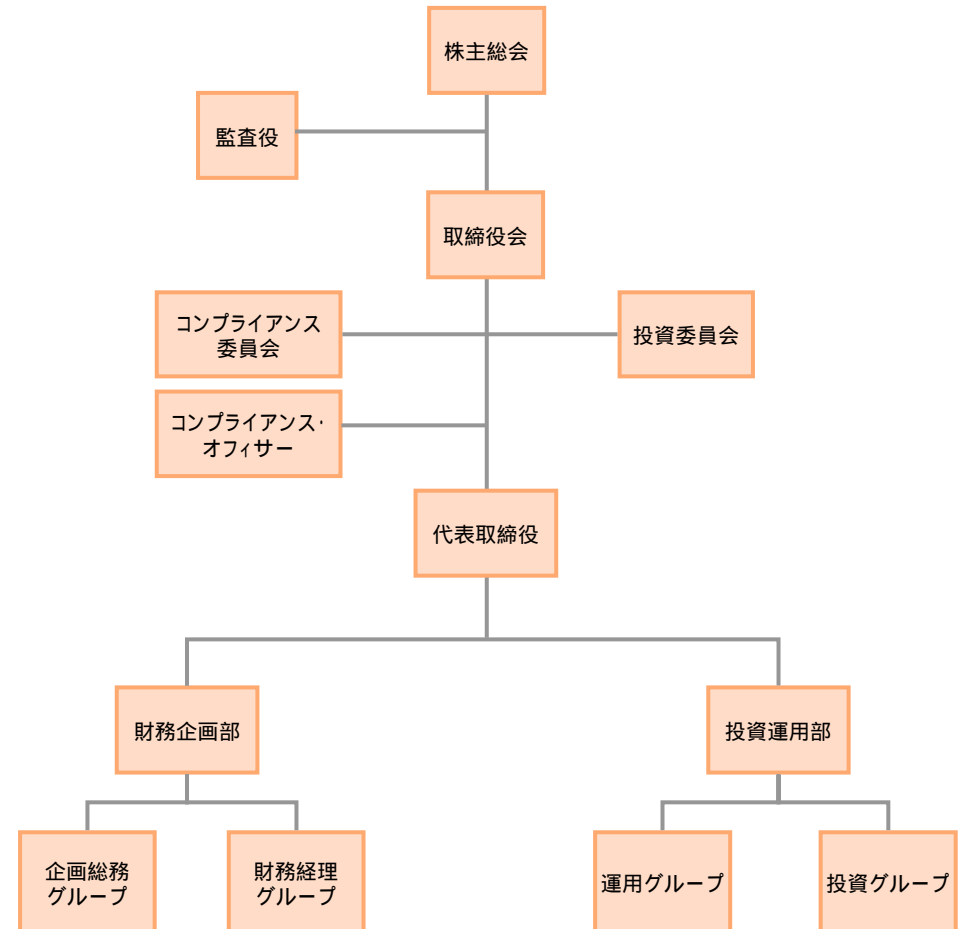 株主総会
監査役
取締役会
コンプライアンス
委員会
投資委員会
コンプライアンス・
オフィサー
代表取締役
財務企画部
投資運用部
企画総務
グループ
財務経理
グループ
運用グループ
投資グループ